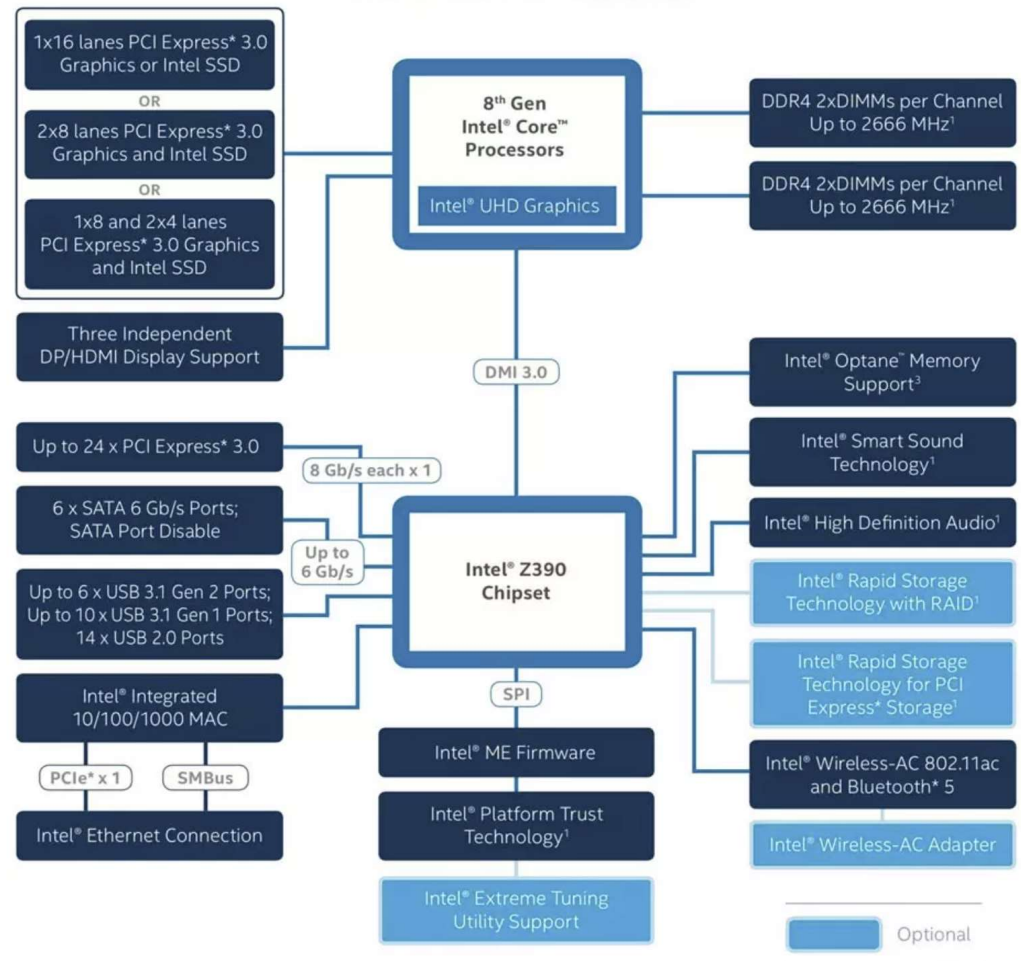 1x16 lanes PCI Express* 3.0
Graphics or Intel SSD
OR
2x8 lanes PCI Express* 3.0
Graphics and Intel SSD
OR
1x8 and 2x4 lanes
PCI Express* 3.0 Graphics
and Intel SSD
Three Independent
DP/HDMI Display Support
8th Gen
Intel® Core™
Processors
Intel® UHD Graphics
DDR4 2xDIMMs per Channel
Up to 2666 MHz¹
DDR4 2xDIMMs per Channel
Up to 2666 MHz¹
DMI 3.0
Up to 24 x PCI Express* 3.0
8 Gb/s each x 1
6 x SATA 6 Gb/s Ports;
SATA Port Disable
Up to
6 Gb/s
Up to 6 x USB 3.1 Gen 2 Ports;
Up to 10 x USB 3.1 Gen 1 Ports;
14 x USB 2.0 Ports
Intel® Integrated
10/100/1000 MAC
PCIe* x 1
SMBus
Intel® Ethernet Connection
Intel® Z390
Chipset
SPI
Intel® ME Firmware
Intel® Platform Trust
Technology¹
Intel® Extreme Tuning
Utility Support
Intel® Optane™ Memory
Support³
Intel® Smart Sound
Technology¹
Intel® High Definition Audio¹
Intel® Rapid Storage
Technology with RAID¹
Intel® Rapid Storage
Technology for PCI
Express* Storage¹
Intel® Wireless-AC 802.11ac
and Bluetooth* 5
Intel® Wireless-AC Adapter
Optional